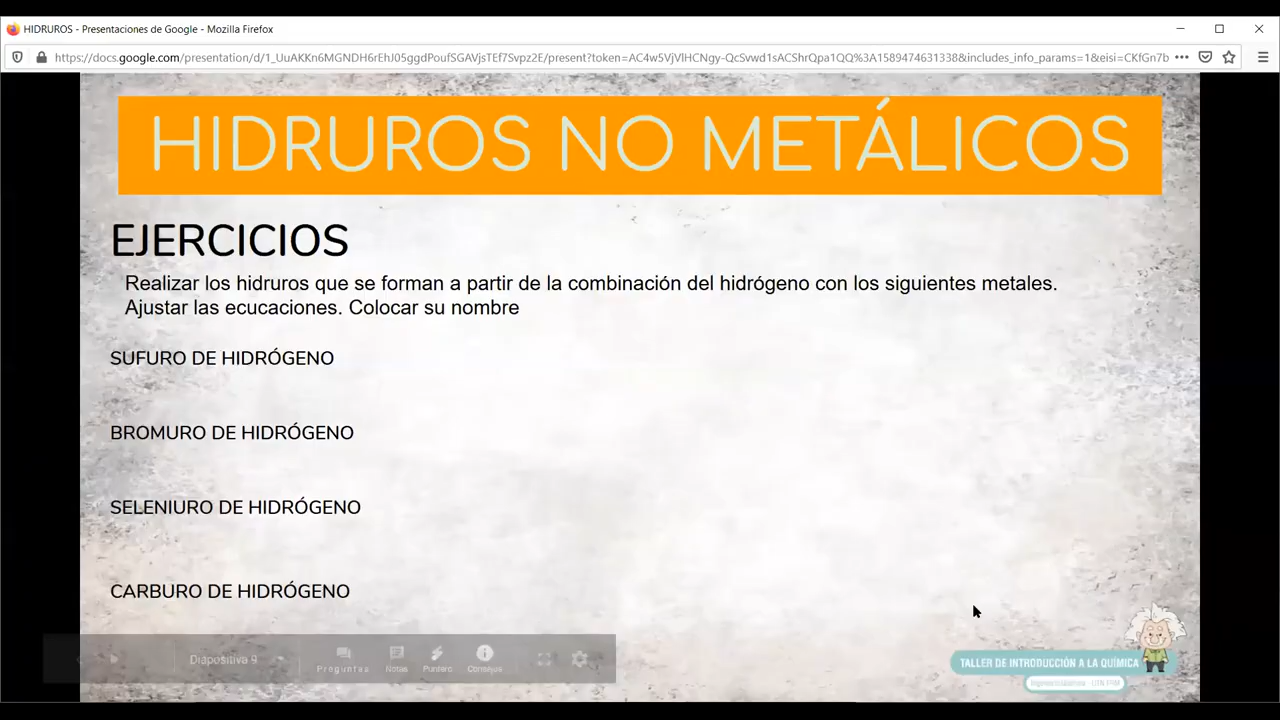 HIDRUROS - Presentaciones de Google - Mozilla Firefox
https://docs.google.com/presentation/d/1_UuAKKn6MGNDH6rEhJ05ggdPoufSGAVjsTEf7Svpz2E/present?token=AC4w5VjVlHCNgy-QcSvwd1sACShrQpa1QQ%3A1589474631338&includes_info_params=1&eisi=CKfGn7b
HIDRUROS NO METÁLICOS
EJERCICIOS
Realizar los hidruros que se forman a partir de la combinación del hidrógeno con los siguientes metales.
Ajustar las ecucaciones. Colocar su nombre
SUFURO DE HIDRÓGENO
BROMURO DE HIDRÓGENO
SELENIURO DE HIDRÓGENO
CARBURO DE HIDRÓGENO
Diapositiva 9
Preguntas Notas Puntero Consejos
TALLER DE INTRODUCCIÓN A LA QUÍMICA